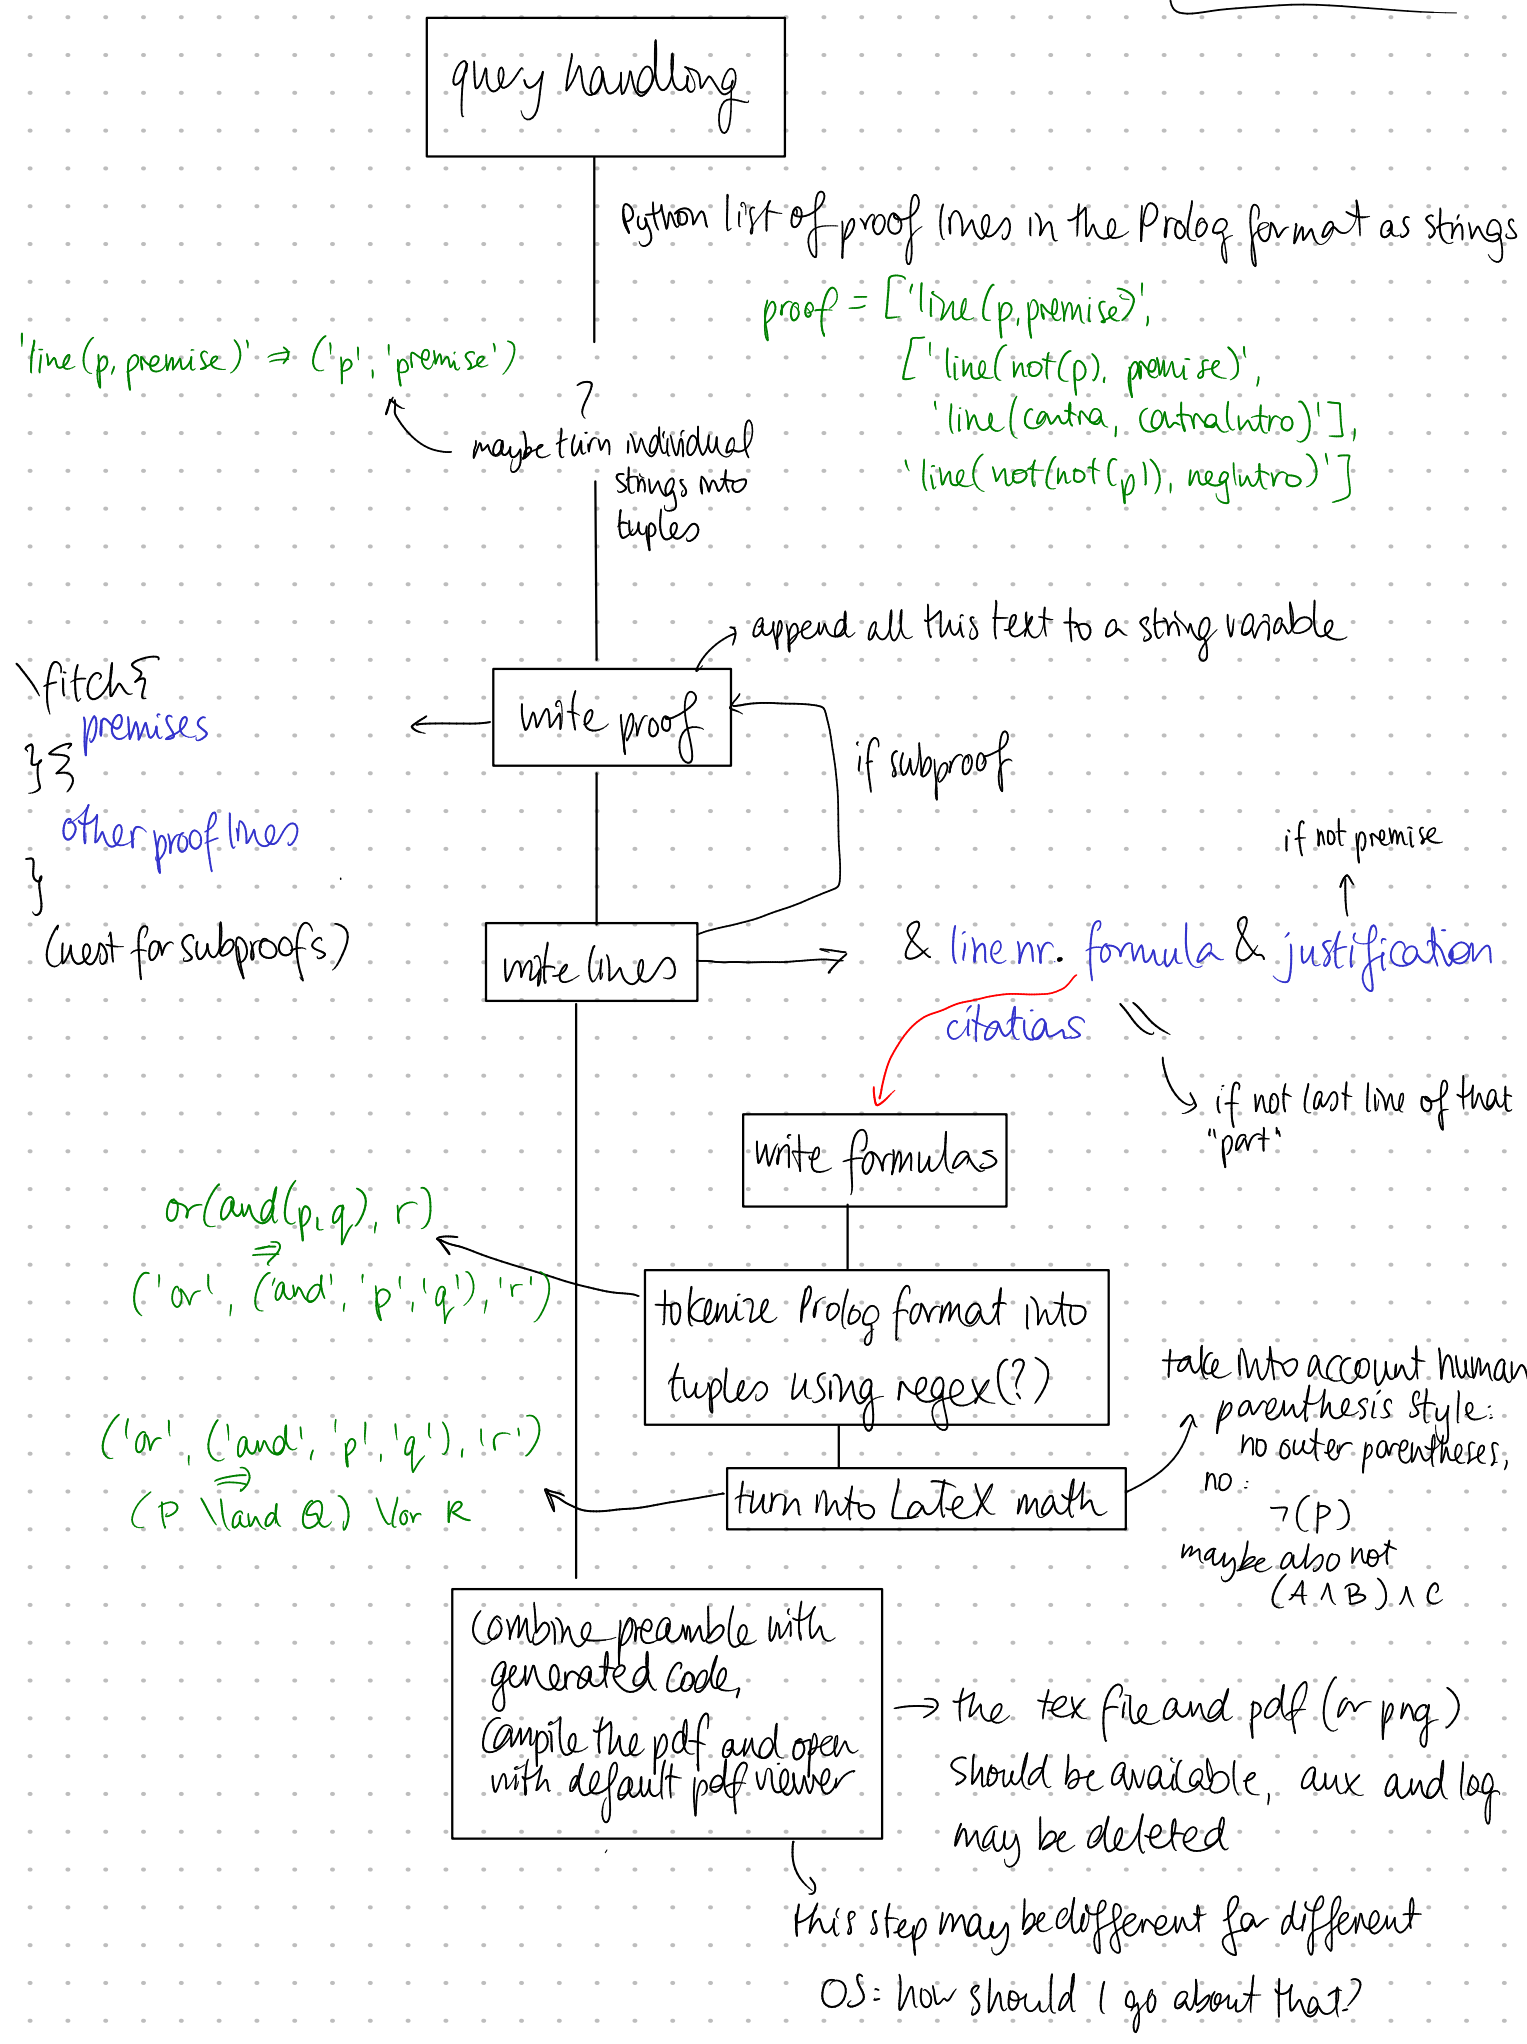 query handlong
Python list of proof lines in the Prolog format as strings
proof = ['line(p, premise)',
['line(not(p), premise)',
'line(contra, contraIntro)'],
'line(not(not(p)), negIntro)']
'line(p, premise)' ⇒ ('p', 'premise')
?
maybe turn individual
strings into
tuples
append all this text to a string variable
write proof
\fitch{
premises
}{
other proof lines
}
(nest for subproofs)
if subproof
if not premise
write lines
& line nr. formula & justification
citations \\
if not last line of that
"part"
write formulas
or(and(p,q), r)
⇒
('or', ('and', 'p', 'q'), 'r')
tokenize Prolog format into
tuples using regex(?)
take into account human
parenthesis style:
no outer parentheses,
no:
¬(P)
maybe also not
(A ∧ B) ∧ C
('or', ('and', 'p', 'q'), 'r')
⇒
(P \land Q) \lor R
turn into LaTeX math
combine preamble with
generated code,
compile the pdf and open
with default pdf viewer
→ the tex file and pdf (or png)
should be available, aux and log
may be deleted
this step may be different for different
OS: how should I go about that?